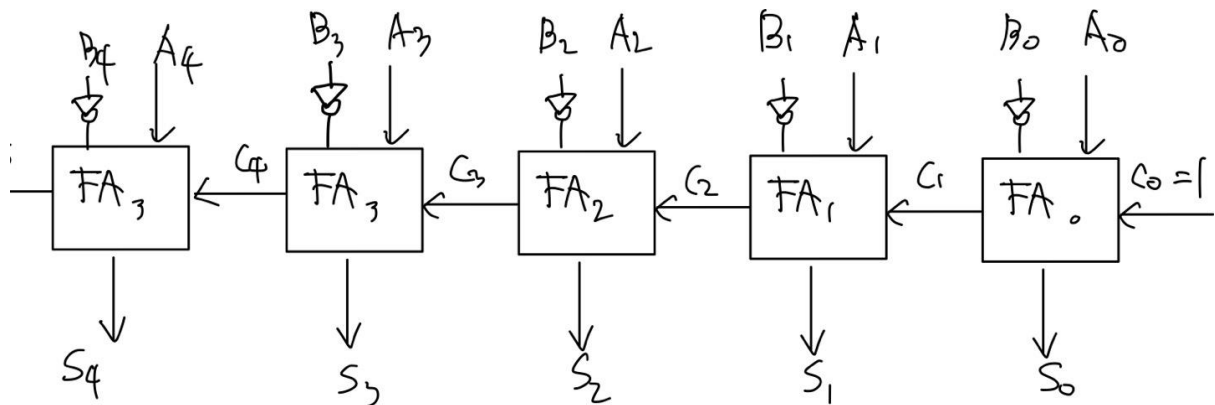 B4 A4 B3 A3 B2 A2 B1 A1 B0 A0
C4 C3 C2 C1 C0 = 1
FA3 FA3 FA2 FA1 FA0
S4 S3 S2 S1 S0